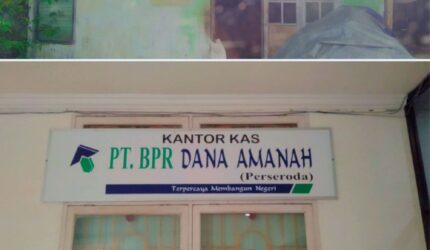 KANTOR KAS
PT. BPR DANA AMANAH
(Perseroda)
Terpercaya Membangun Negeri